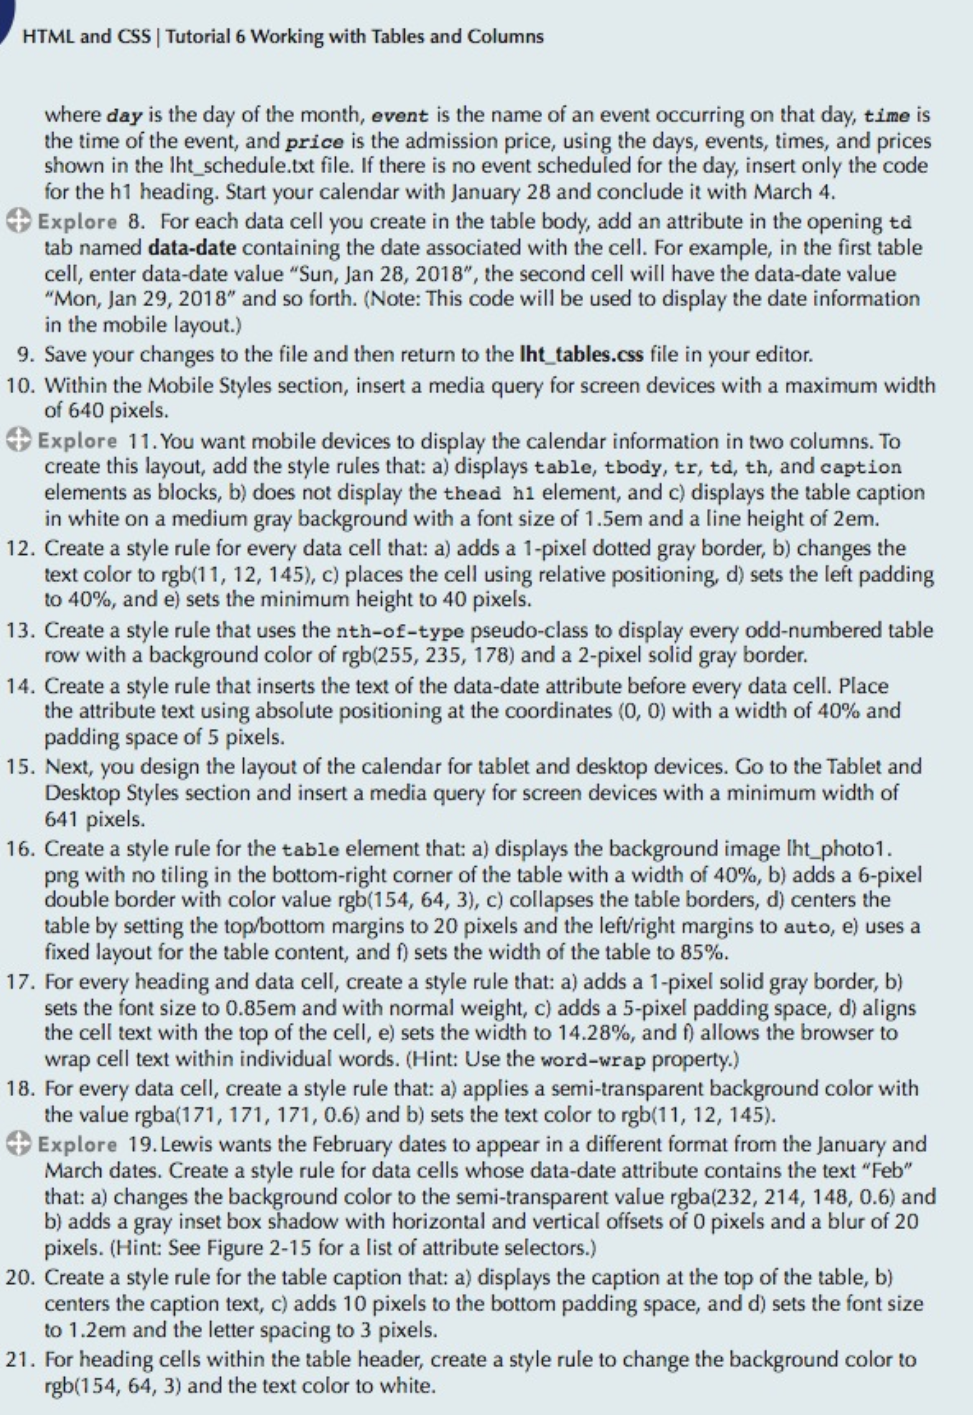 HTML and CSS | Tutorial 6 Working with Tables and Columns
where day is the day of the month, event is the name of an event occurring on that day, time is
the time of the event, and price is the admission price, using the days, events, times, and prices
shown in the lht_schedule.txt file. If there is no event scheduled for the day, insert only the code
for the h1 heading. Start your calendar with January 28 and conclude it with March 4.
Explore 8. For each data cell you create in the table body, add an attribute in the opening td
tab named data-date containing the date associated with the cell. For example, in the first table
cell, enter data-date value “Sun, Jan 28, 2018”, the second cell will have the data-date value
“Mon, Jan 29, 2018” and so forth. (Note: This code will be used to display the date information
in the mobile layout.)
9. Save your changes to the file and then return to the lht_tables.css file in your editor.
10. Within the Mobile Styles section, insert a media query for screen devices with a maximum width
of 640 pixels.
Explore 11. You want mobile devices to display the calendar information in two columns. To
create this layout, add the style rules that: a) displays table, tbody, tr, td, th, and caption
elements as blocks, b) does not display the thead h1 element, and c) displays the table caption
in white on a medium gray background with a font size of 1.5em and a line height of 2em.
12. Create a style rule for every data cell that: a) adds a 1-pixel dotted gray border, b) changes the
text color to rgb(11, 12, 145), c) places the cell using relative positioning, d) sets the left padding
to 40%, and e) sets the minimum height to 40 pixels.
13. Create a style rule that uses the nth-of-type pseudo-class to display every odd-numbered table
row with a background color of rgb(255, 235, 178) and a 2-pixel solid gray border.
14. Create a style rule that inserts the text of the data-date attribute before every data cell. Place
the attribute text using absolute positioning at the coordinates (0, 0) with a width of 40% and
padding space of 5 pixels.
15. Next, you design the layout of the calendar for tablet and desktop devices. Go to the Tablet and
Desktop Styles section and insert a media query for screen devices with a minimum width of
641 pixels.
16. Create a style rule for the table element that: a) displays the background image lht_photo1.
png with no tiling in the bottom-right corner of the table with a width of 40%, b) adds a 6-pixel
double border with color value rgb(154, 64, 3), c) collapses the table borders, d) centers the
table by setting the top/bottom margins to 20 pixels and the left/right margins to auto, e) uses a
fixed layout for the table content, and f) sets the width of the table to 85%.
17. For every heading and data cell, create a style rule that: a) adds a 1-pixel solid gray border, b)
sets the font size to 0.85em and with normal weight, c) adds a 5-pixel padding space, d) aligns
the cell text with the top of the cell, e) sets the width to 14.28%, and f) allows the browser to
wrap cell text within individual words. (Hint: Use the word-wrap property.)
18. For every data cell, create a style rule that: a) applies a semi-transparent background color with
the value rgba(171, 171, 171, 0.6) and b) sets the text color to rgb(11, 12, 145).
Explore 19. Lewis wants the February dates to appear in a different format from the January and
March dates. Create a style rule for data cells whose data-date attribute contains the text “Feb”
that: a) changes the background color to the semi-transparent value rgba(232, 214, 148, 0.6) and
b) adds a gray inset box shadow with horizontal and vertical offsets of 0 pixels and a blur of 20
pixels. (Hint: See Figure 2-15 for a list of attribute selectors.)
20. Create a style rule for the table caption that: a) displays the caption at the top of the table, b)
centers the caption text, c) adds 10 pixels to the bottom padding space, and d) sets the font size
to 1.2em and the letter spacing to 3 pixels.
21. For heading cells within the table header, create a style rule to change the background color to
rgb(154, 64, 3) and the text color to white.